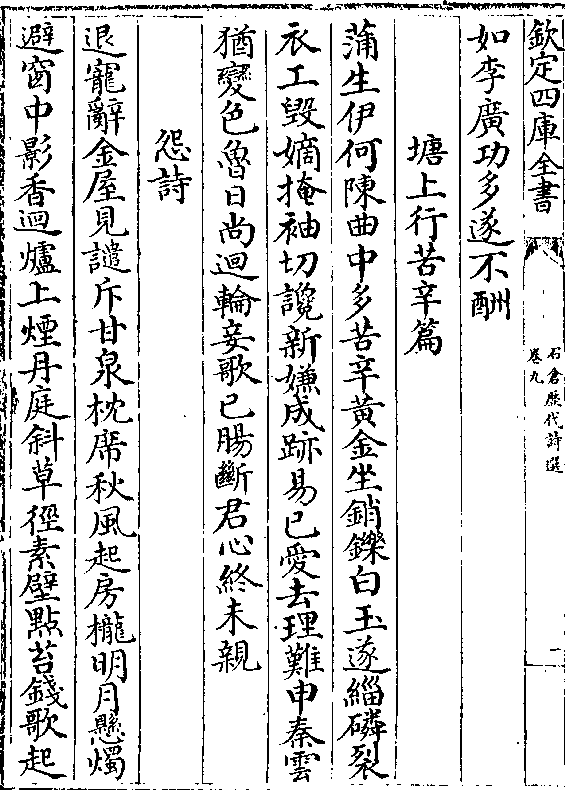 欽定四庫全書
石倉歷代詩選
卷九
二
如李廣功多遂不酬
塘上行苦辛篇
蒲生伊何陳曲中多苦辛黃金坐銷鑠白玉遂緇磷裂
衣工毀嫡掩袖切讒新嫌成跡易已愛去理難申秦雲
猶變色魯日尚迴輪妾歌已腸斷君心終未親
怨詩
退寵辭金屋見譴斥甘泉枕席秋風起房櫳明月懸燭
避窗中影香迴爐上煙丹庭斜草徑素壁點苔錢歌起